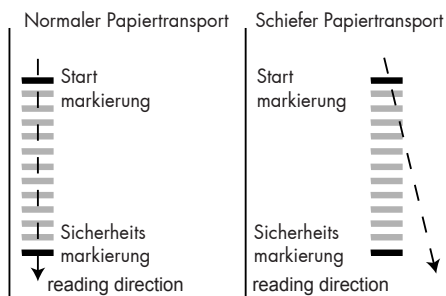 Normaler Papiertransport
Start
markierung
Sicherheits
markierung
reading direction
Schiefer Papiertransport
Start
markierung
Sicherheits
markierung
reading direction